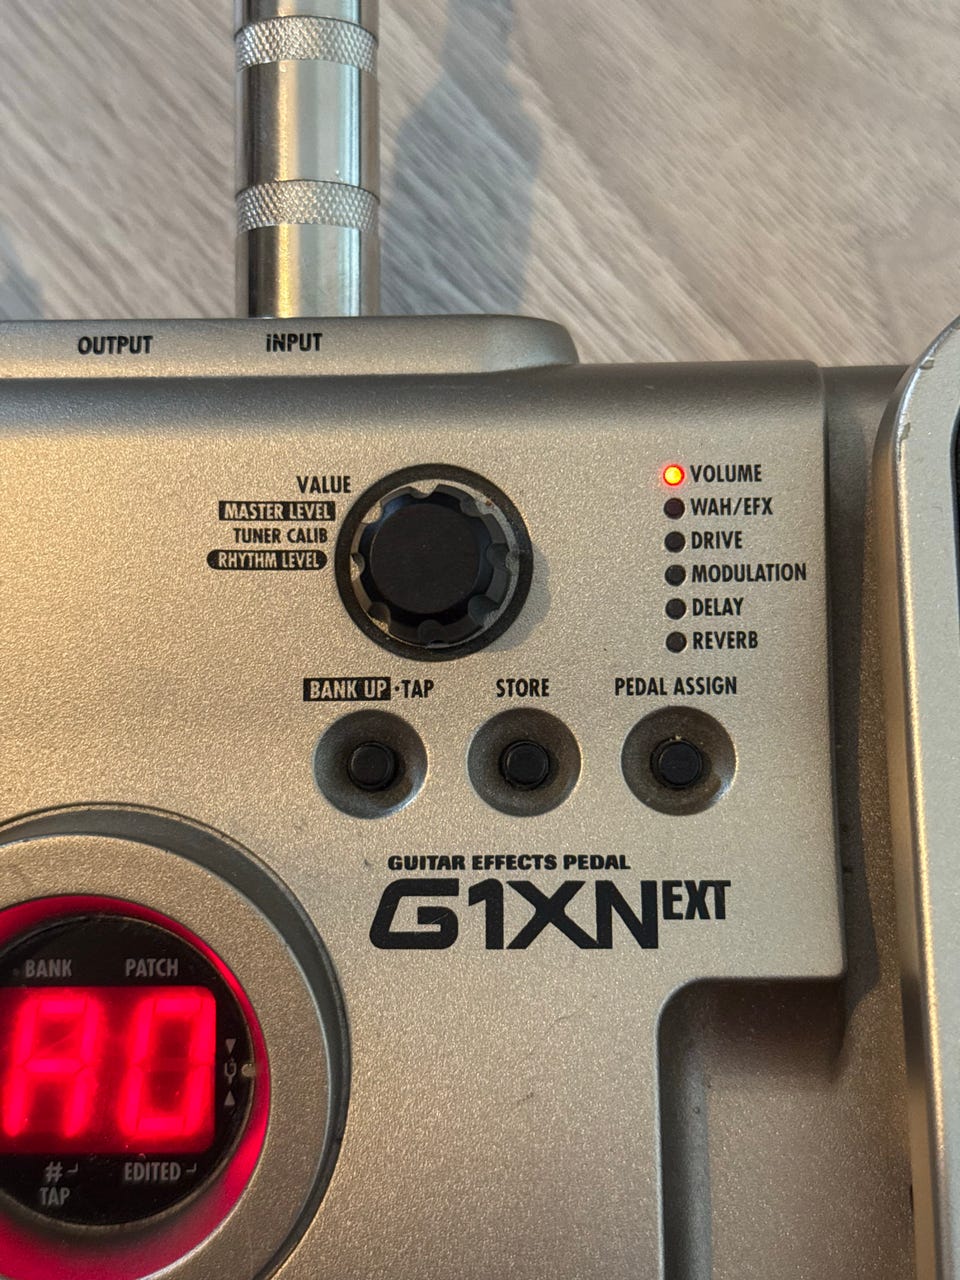 OUTPUT
iNPUT
VALUE
MASTER LEVEL
TUNER CALIB
RHYTHM LEVEL
VOLUME
WAH/EFX
DRIVE
MODULATION
DELAY
REVERB
BANK UP·TAP
STORE
PEDAL ASSIGN
GUITAR EFFECTS PEDAL
G1XNEXT
BANK
PATCH
A0
#
TAP
EDITED